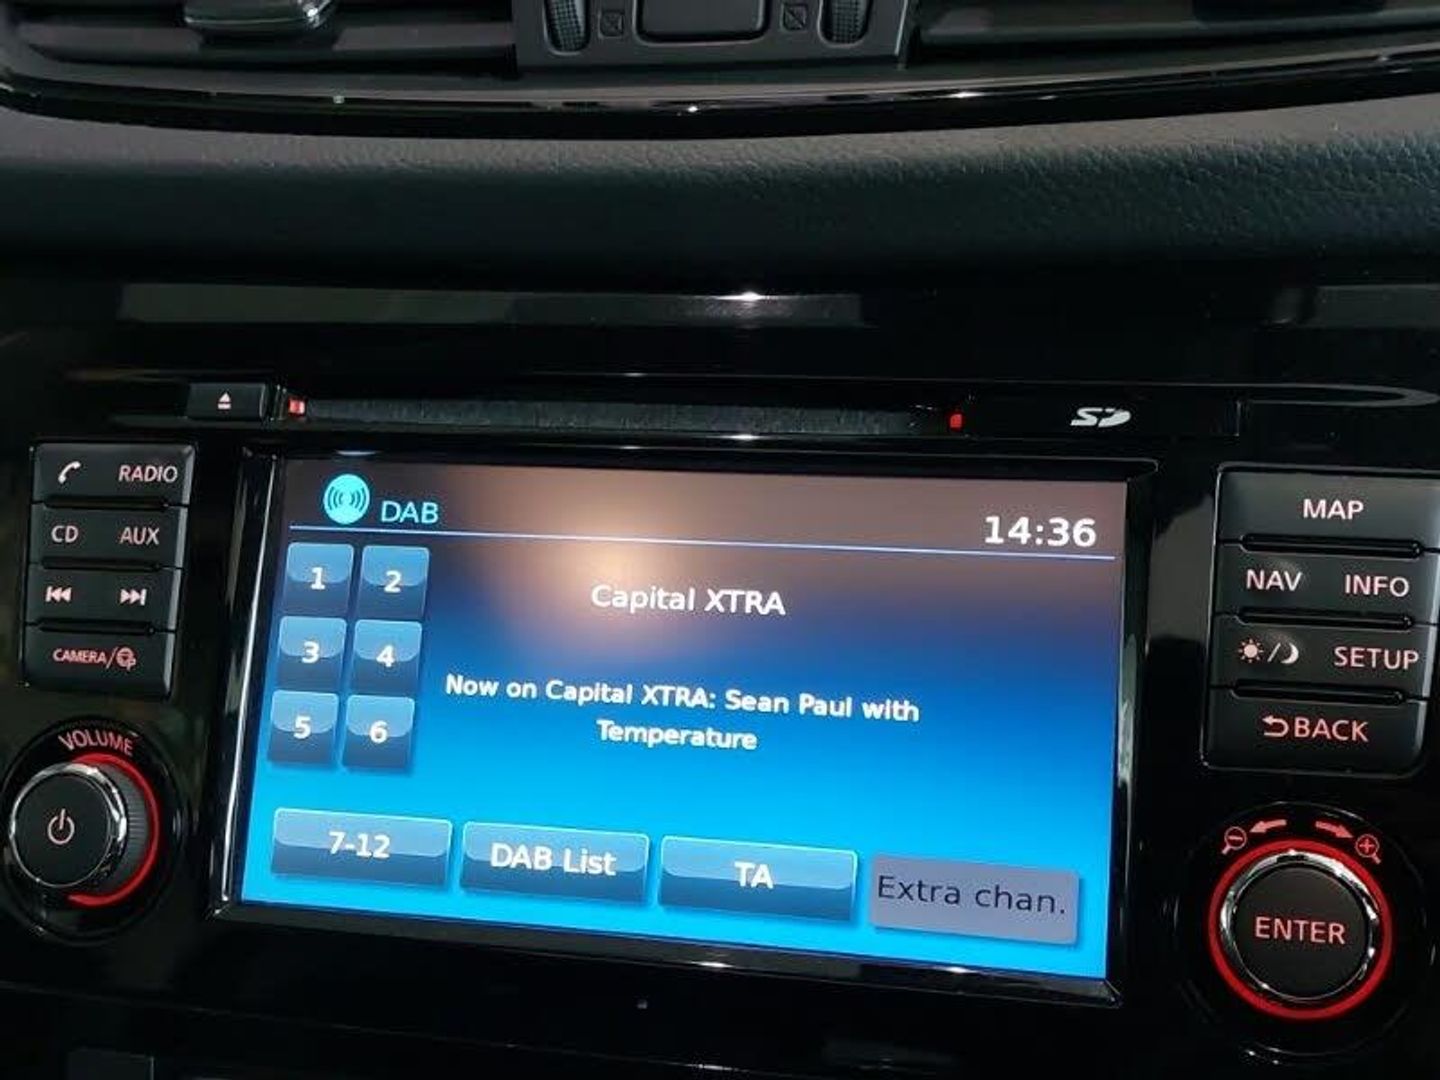 SD
RADIO
CD AUX
CAMERA/
VOLUME
DAB
14:36
1 2
3 4
5 6
Capital XTRA
Now on Capital XTRA: Sean Paul with
Temperature
7-12 DAB List TA Extra chan.
MAP
NAV INFO
SETUP
BACK
ENTER